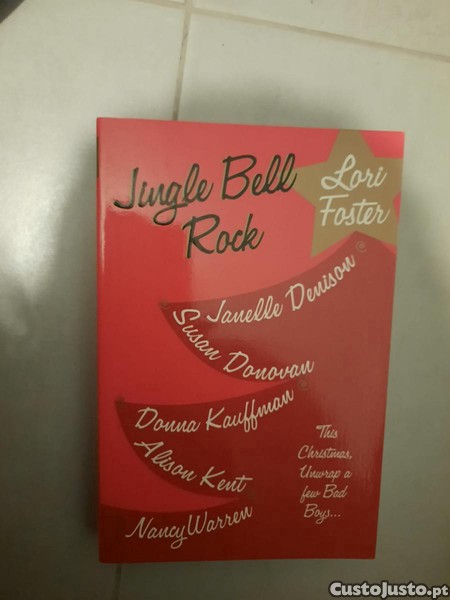 Jingle Bell
Rock
Lori
Foster
Janelle Denison
Susan Donovan
Donna Kauffman
Alison Kent
Nancy Warren
This
Christmas,
Unwrap a
few Bad
Boys...
CustoJusto.pt